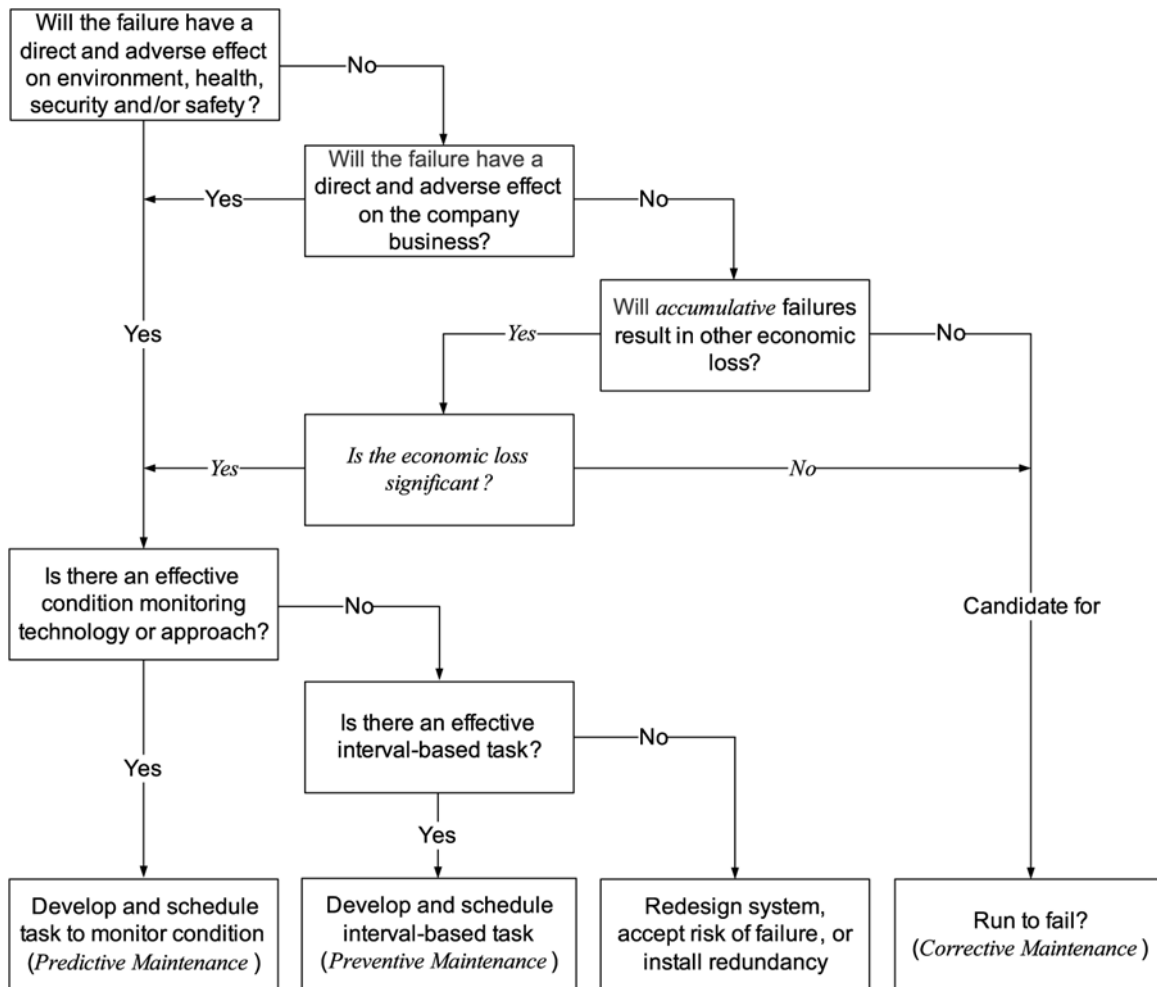 Will the failure have a
direct and adverse effect
on environment, health,
security and/or safety?
No
Will the failure have a
direct and adverse effect
on the company
business?
Yes
No
Will accumulative failures
result in other economic
loss?
Yes
Yes
No
Is the economic loss
significant?
Yes
No
Is there an effective
condition monitoring
technology or approach?
No
Candidate for
Is there an effective
interval-based task?
No
Yes
Yes
Develop and schedule
task to monitor condition
(Predictive Maintenance)
Develop and schedule
interval-based task
(Preventive Maintenance)
Redesign system,
accept risk of failure, or
install redundancy
Run to fail?
(Corrective Maintenance)